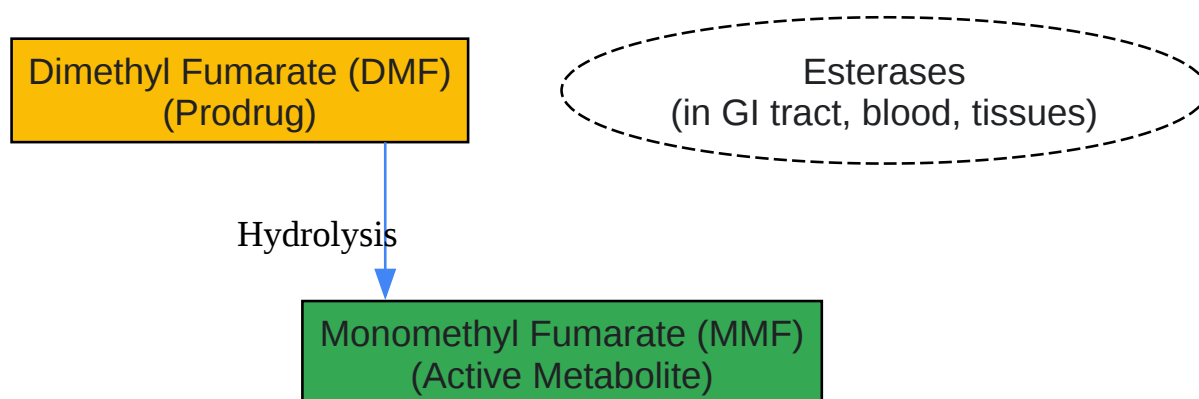 Dimethyl Fumarate (DMF)
(Prodrug)
Esterases
(in GI tract, blood, tissues)
Hydrolysis
Monomethyl Fumarate (MMF)
(Active Metabolite)